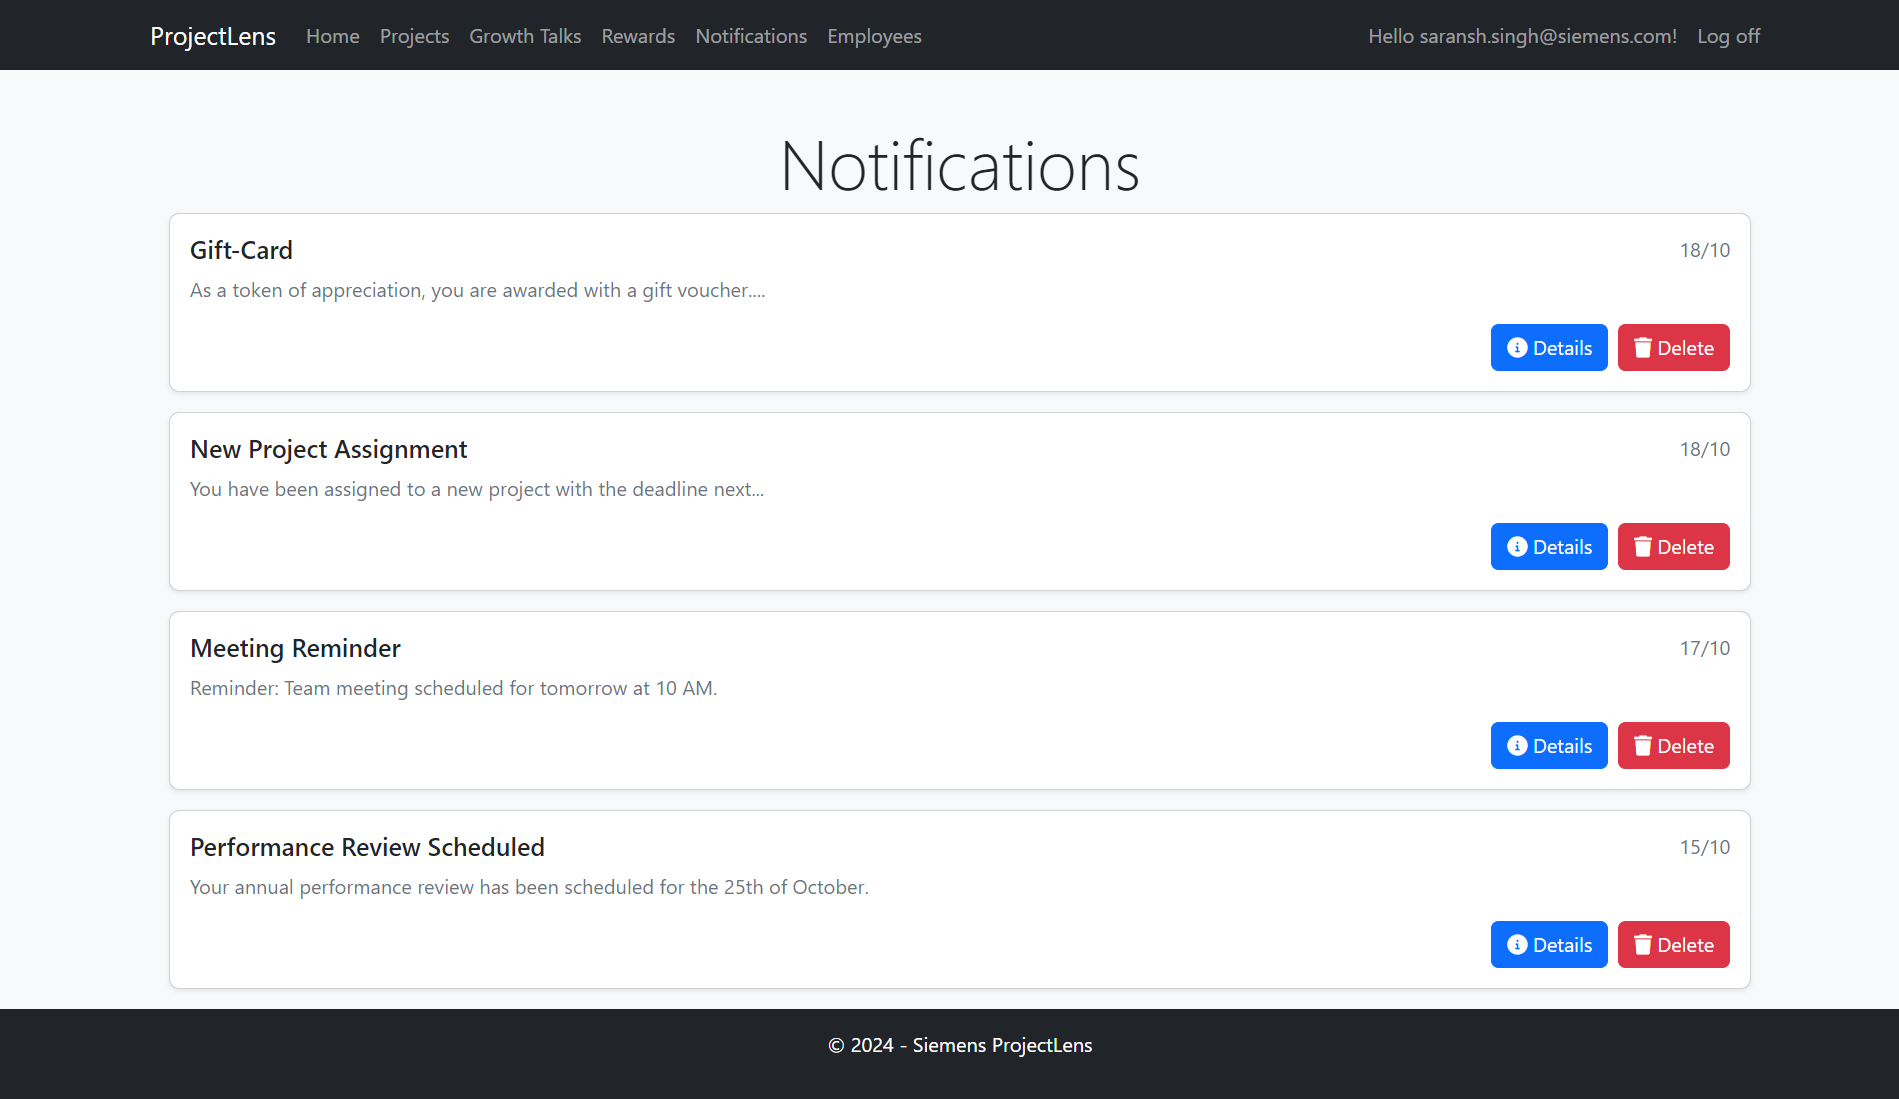 ProjectLens Home Projects Growth Talks Rewards Notifications Employees Hello saransh.singh@siemens.com! Log off
Notifications
Gift-Card 18/10
As a token of appreciation, you are awarded with a gift voucher....
Details Delete
New Project Assignment 18/10
You have been assigned to a new project with the deadline next...
Details Delete
Meeting Reminder 17/10
Reminder: Team meeting scheduled for tomorrow at 10 AM.
Details Delete
Performance Review Scheduled 15/10
Your annual performance review has been scheduled for the 25th of October.
Details Delete
© 2024 - Siemens ProjectLens